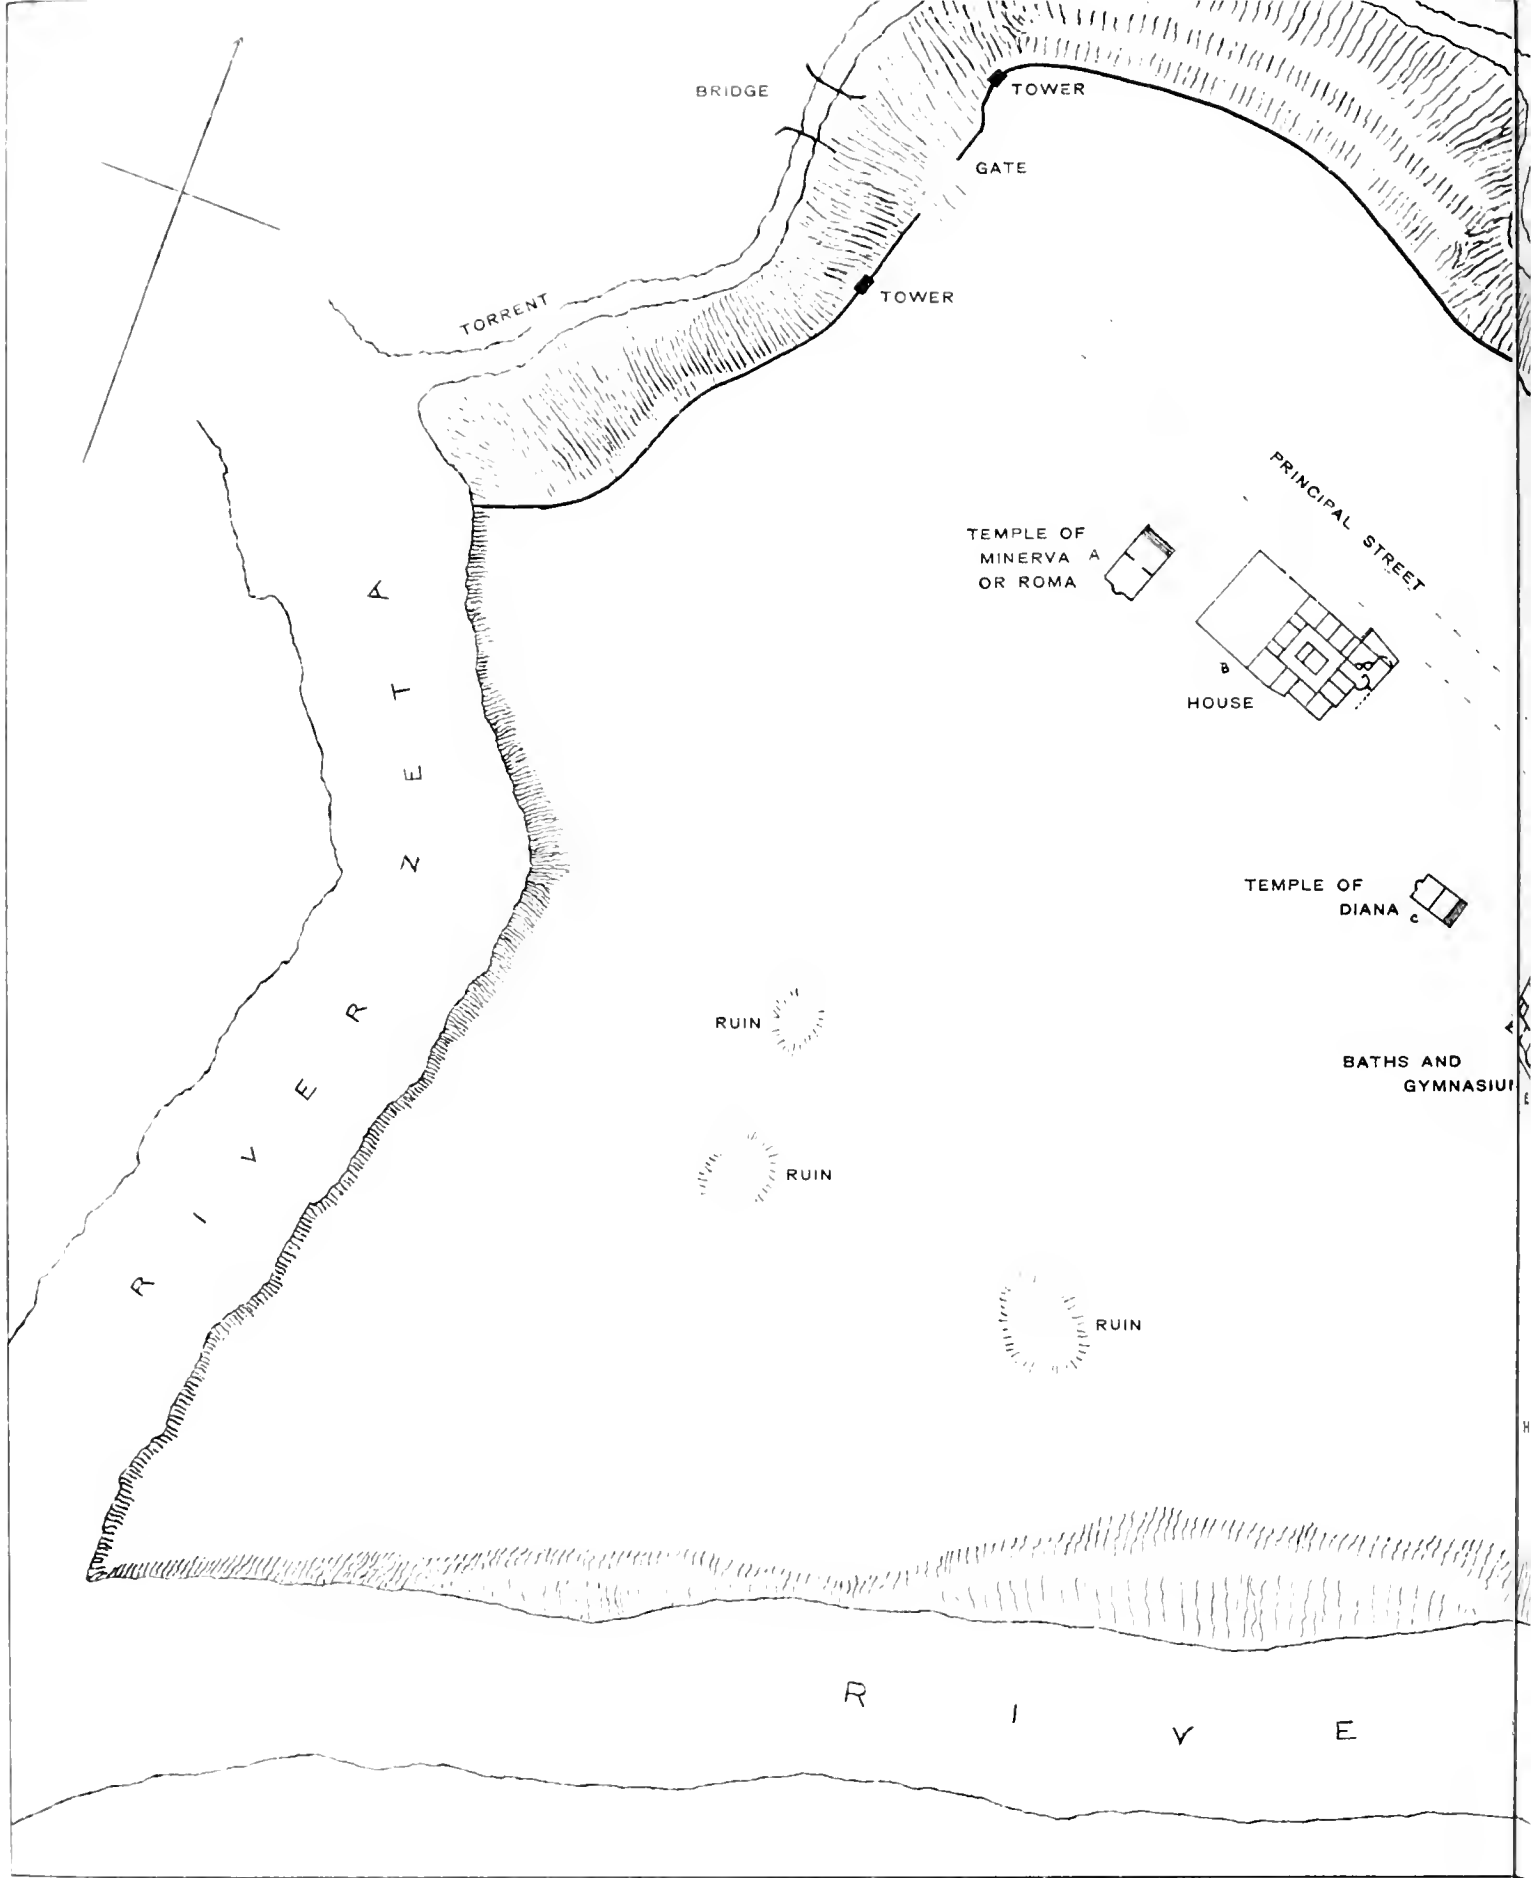 BRIDGE
TOWER
GATE
TORRENT
TOWER
PRINCIPAL STREET
TEMPLE OF
MINERVA A
OR ROMA
B
HOUSE
RIVER ZETA
TEMPLE OF
DIANA C
RUIN
BATHS AND
GYMNASIU
E
RUIN
RUIN
H
R I V E